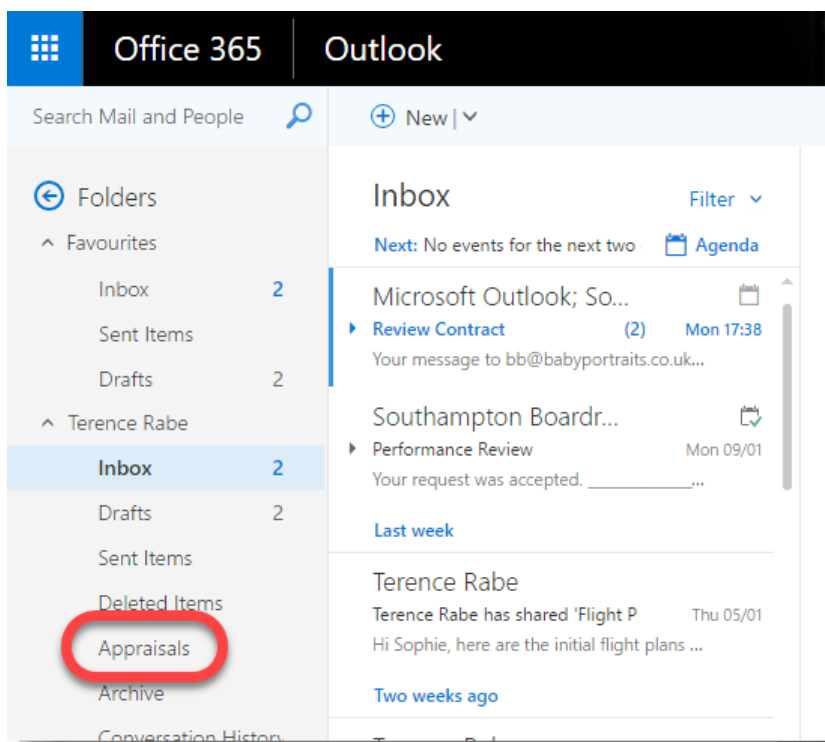 Office 365 Outlook
Search Mail and People
New
Folders
Favourites
Inbox 2
Sent Items
Drafts 2
Terence Rabe
Inbox 2
Drafts 2
Sent Items
Deleted Items
Appraisals
Archive
Conversation History
Inbox Filter
Next: No events for the next two Agenda
Microsoft Outlook; So...
Review Contract (2) Mon 17:38
Your message to bb@babyportraits.co.uk...
Southampton Boardr...
Performance Review Mon 09/01
Your request was accepted. ______________...
Last week
Terence Rabe
Terence Rabe has shared 'Flight P Thu 05/01
Hi Sophie, here are the initial flight plans ...
Two weeks ago